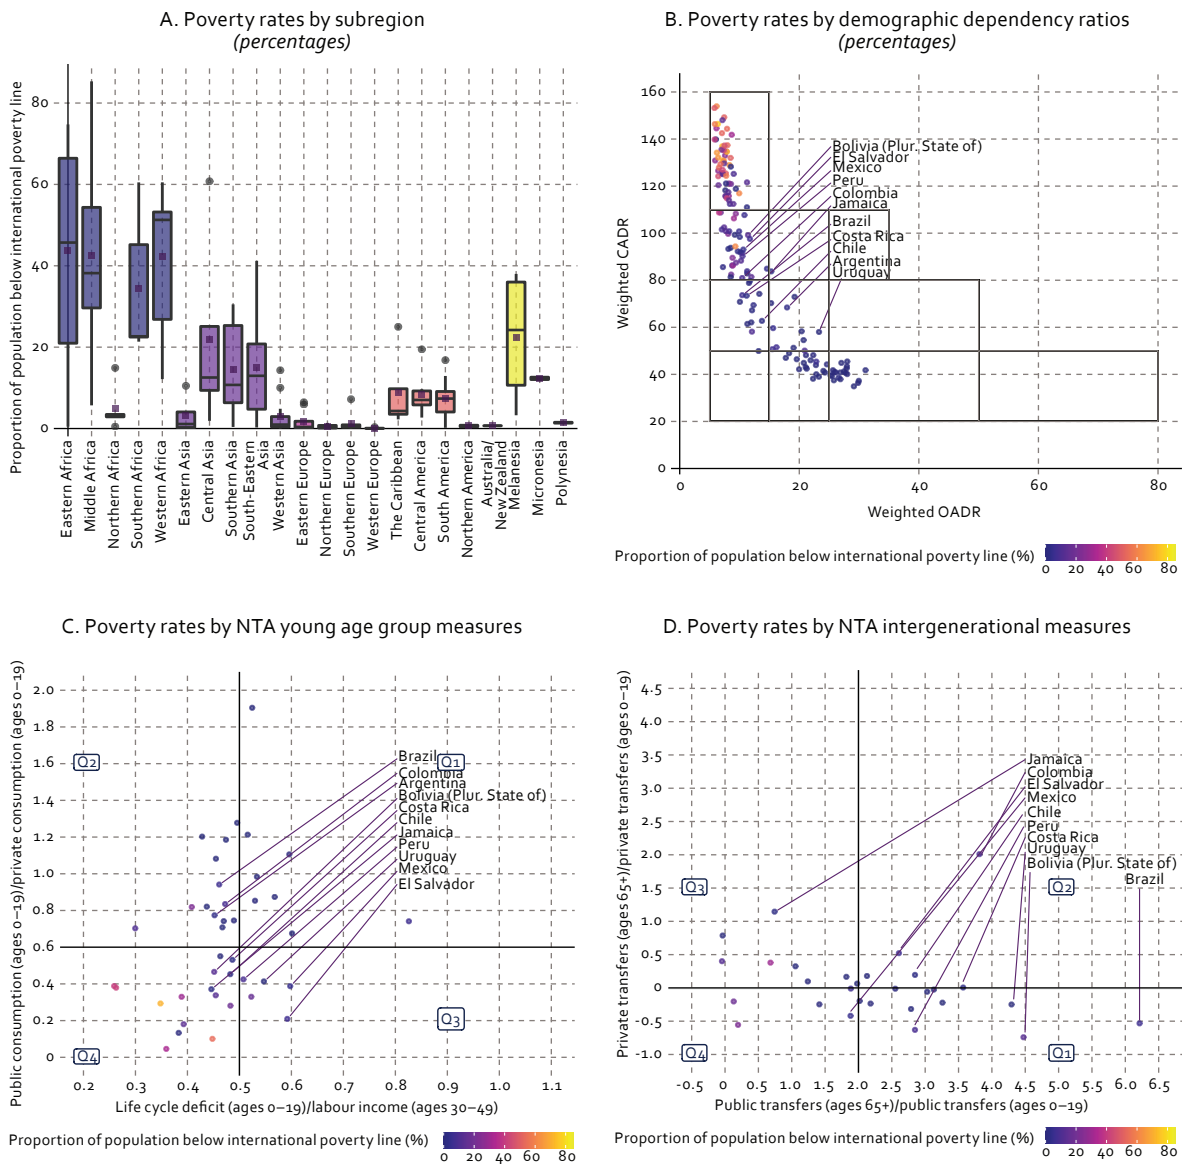 A. Poverty rates by subregion
(percentages)
Proportion of population below international poverty line
80
60
40
20
0
Eastern Africa
Middle Africa
Northern Africa
Southern Africa
Western Africa
Eastern Asia
Central Asia
Southern Asia
South-Eastern
Asia
Western Asia
Eastern Europe
Northern Europe
Southern Europe
Western Europe
The Caribbean
Central America
South America
Northern America
Australia/
New Zealand
Melanesia
Micronesia
Polynesia
B. Poverty rates by demographic dependency ratios
(percentages)
Weighted CADR
160
140
120
100
80
60
40
20
0
Bolivia (Plur. State of)
El Salvador
Mexico
Peru
Colombia
Jamaica
Brazil
Costa Rica
Chile
Argentina
Uruguay
0 20 40 60 80
Weighted OADR
Proportion of population below international poverty line (%)
0 20 40 60 80
C. Poverty rates by NTA young age group measures
Public consumption (ages 0–19)/private consumption (ages 0–19)
2.0
1.8
1.6
1.4
1.2
1.0
0.8
0.6
0.4
0.2
0
Q2
Q1
Q3
Q4
Brazil
Colombia
Argentina
Bolivia (Plur. State of)
Costa Rica
Chile
Jamaica
Peru
Uruguay
Mexico
El Salvador
0.2 0.3 0.4 0.5 0.6 0.7 0.8 0.9 1.0 1.1
Life cycle deficit (ages 0–19)/labour income (ages 30–49)
Proportion of population below international poverty line (%)
0 20 40 60 80
D. Poverty rates by NTA intergenerational measures
Private transfers (ages 65+)/private transfers (ages 0–19)
4.5
4.0
3.5
3.0
2.5
2.0
1.5
1.0
0.5
0
-0.5
-1.0
Q3
Q2
Q4
Q1
Jamaica
Colombia
El Salvador
Mexico
Chile
Peru
Costa Rica
Uruguay
Bolivia (Plur. State of)
Brazil
-0.5 0 0.5 1.0 1.5 2.0 2.5 3.0 3.5 4.0 4.5 5.0 5.5 6.0 6.5
Public transfers (ages 65+)/public transfers (ages 0–19)
Proportion of population below international poverty line (%)
0 20 40 60 80